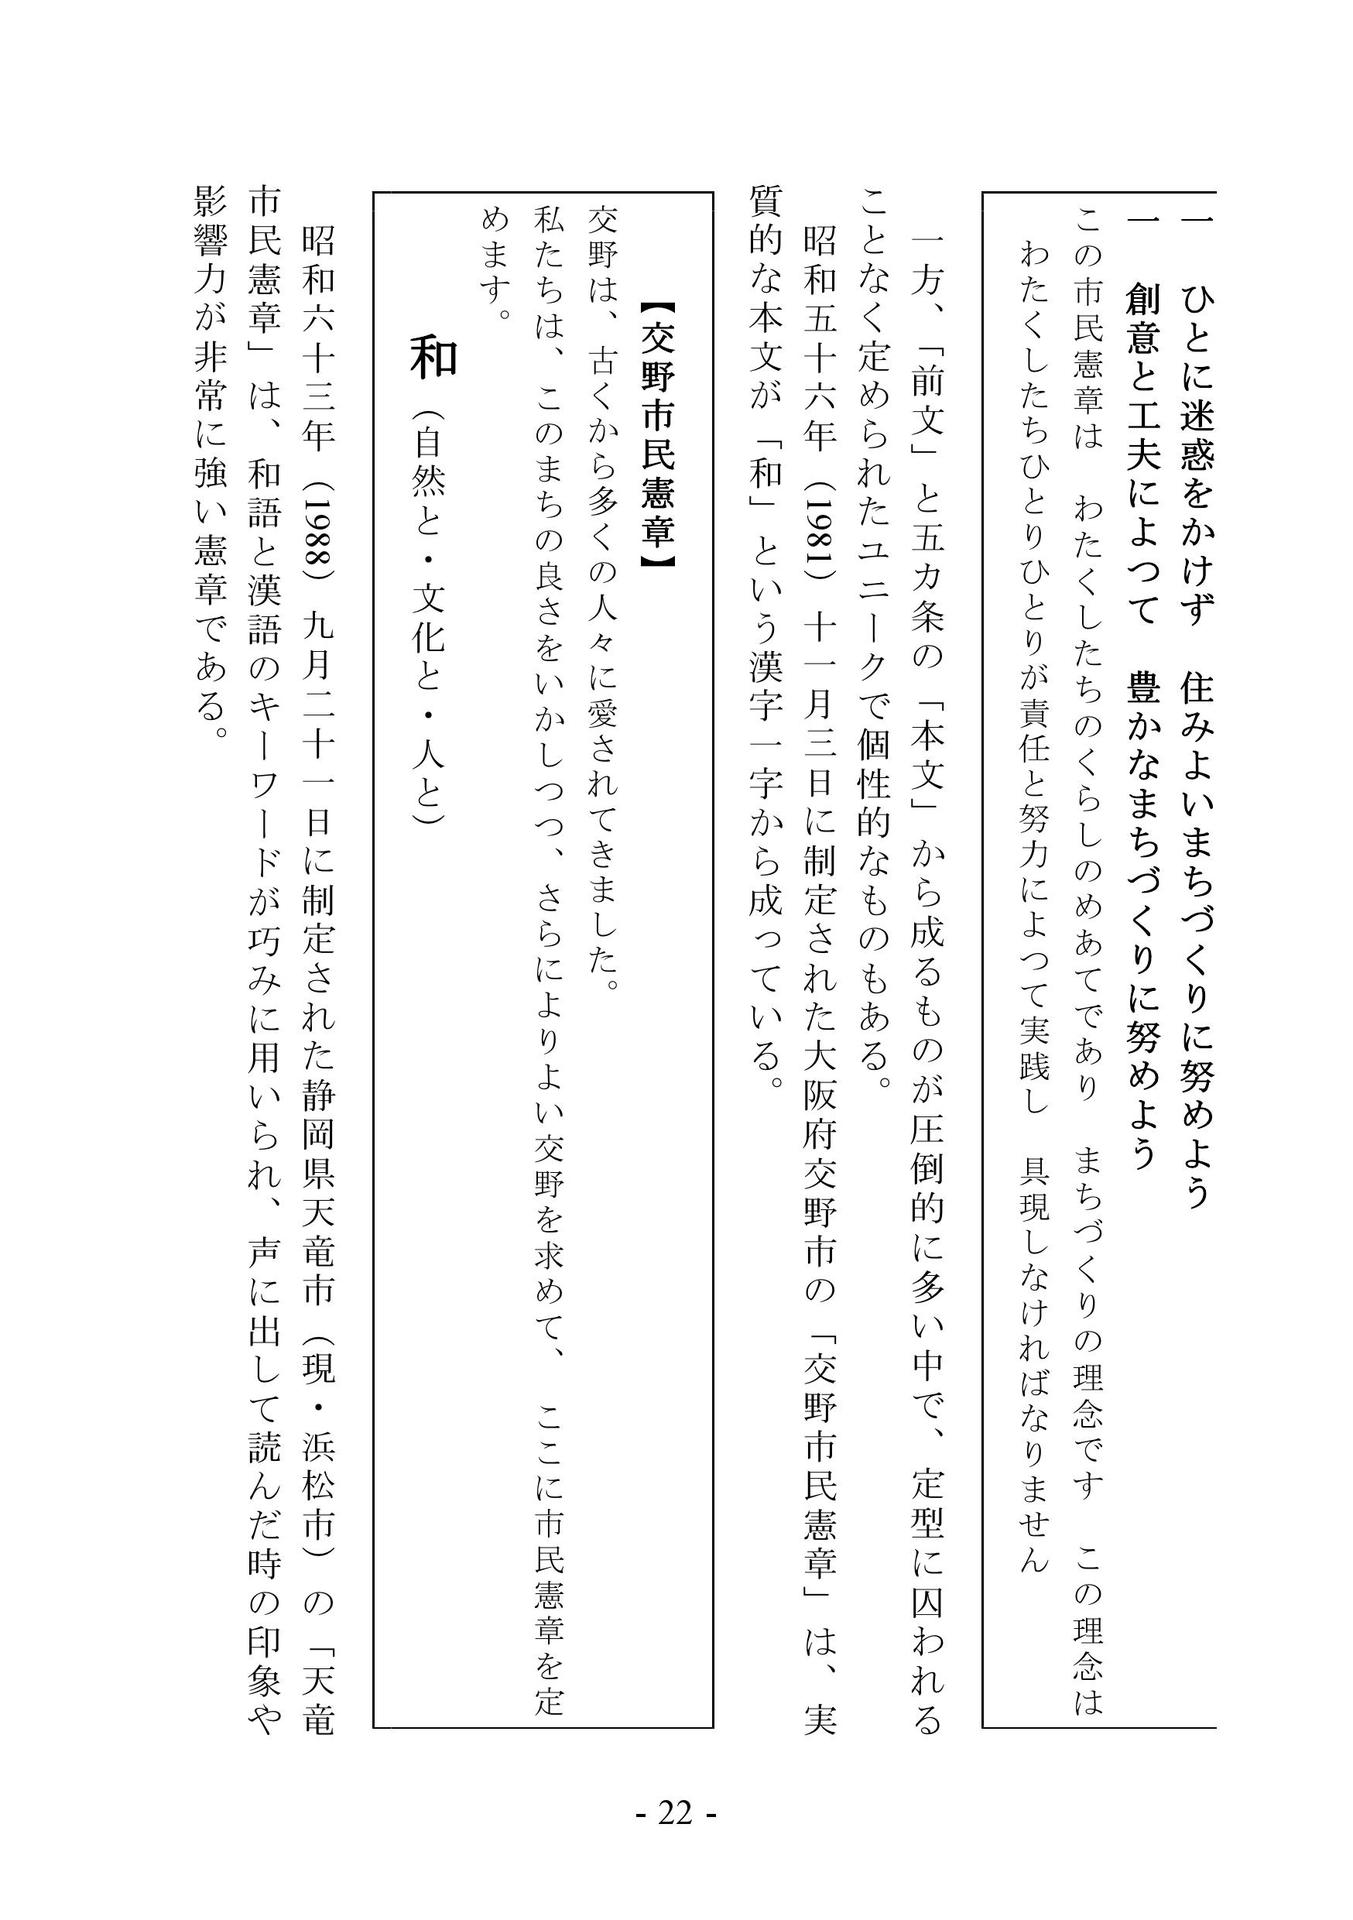 一　ひとに迷惑をかけず　住みよいまちづくりに努めよう
一　創意と工夫によつて　豊かなまちづくりに努めよう
この市民憲章は　わたくしたちのくらしのめあてであり　まちづくりの理念です　この理念は
わたくしたちひとりひとりが責任と努力によつて実践し　具現しなければなりません
一方、「前文」と五カ条の「本文」から成るものが圧倒的に多い中で、定型に囚われる
ことなく定められたユニークで個性的なものもある。
昭和五十六年（1981）十一月三日に制定された大阪府交野市の「交野市民憲章」は、実
質的な本文が「和」という漢字一字から成っている。
【交野市民憲章】
交野は、古くから多くの人々に愛されてきました。
私たちは、このまちの良さをいかしつつ、さらによりよい交野を求めて、　ここに市民憲章を定
めます。
和（自然と・文化と・人と）
昭和六十三年（1988）九月二十一日に制定された静岡県天竜市（現・浜松市）の「天竜
市民憲章」は、和語と漢語のキーワードが巧みに用いられ、声に出して読んだ時の印象や
影響力が非常に強い憲章である。
- 22 -